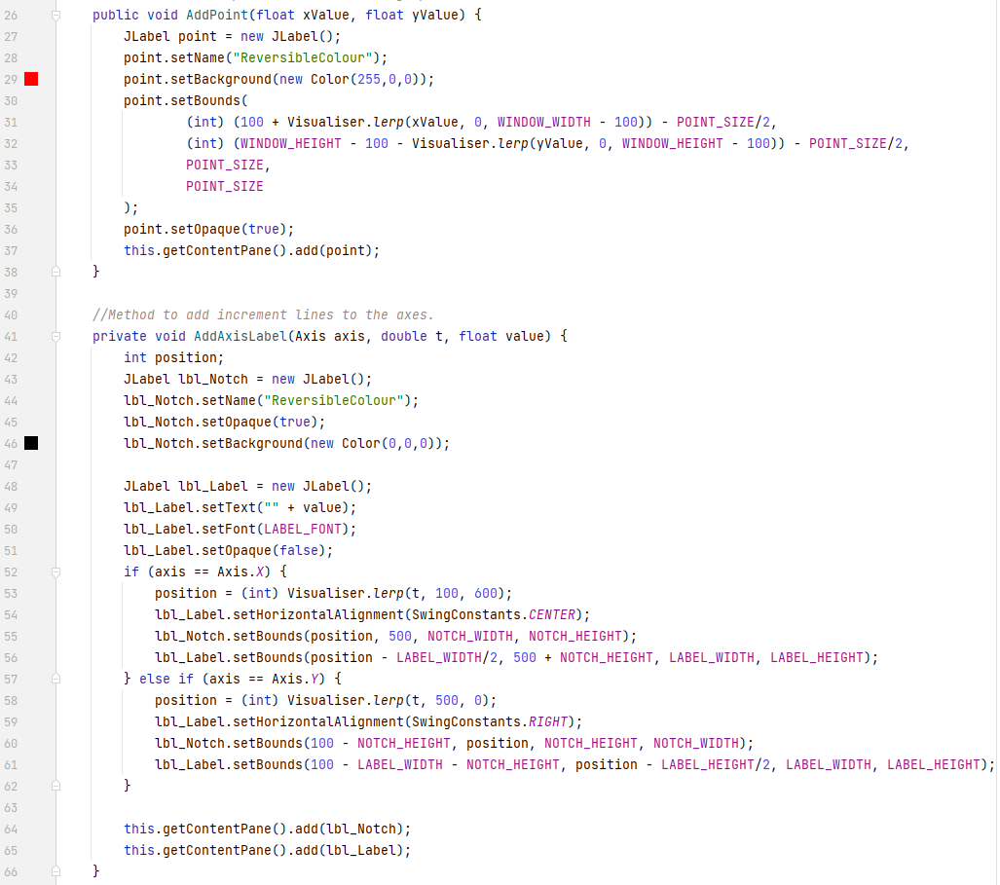 26 public void AddPoint(float xValue, float yValue) {
27 JLabel point = new JLabel();
28 point.setName("ReversibleColour");
29 point.setBackground(new Color(255,0,0));
30 point.setBounds(
31 (int) (100 + Visualiser.lerp(xValue, 0, WINDOW_WIDTH - 100)) - POINT_SIZE/2,
32 (int) (WINDOW_HEIGHT - 100 - Visualiser.lerp(yValue, 0, WINDOW_HEIGHT - 100)) - POINT_SIZE/2,
33 POINT_SIZE,
34 POINT_SIZE
35 );
36 point.setOpaque(true);
37 this.getContentPane().add(point);
38 }
39
40 //Method to add increment lines to the axes.
41 private void AddAxisLabel(Axis axis, double t, float value) {
42 int position;
43 JLabel lbl_Notch = new JLabel();
44 lbl_Notch.setName("ReversibleColour");
45 lbl_Notch.setOpaque(true);
46 lbl_Notch.setBackground(new Color(0,0,0));
47
48 JLabel lbl_Label = new JLabel();
49 lbl_Label.setText("" + value);
50 lbl_Label.setFont(LABEL_FONT);
51 lbl_Label.setOpaque(false);
52 if (axis == Axis.X) {
53 position = (int) Visualiser.lerp(t, 100, 600);
54 lbl_Label.setHorizontalAlignment(SwingConstants.CENTER);
55 lbl_Notch.setBounds(position, 500, NOTCH_WIDTH, NOTCH_HEIGHT);
56 lbl_Label.setBounds(position - LABEL_WIDTH/2, 500 + NOTCH_HEIGHT, LABEL_WIDTH, LABEL_HEIGHT);
57 } else if (axis == Axis.Y) {
58 position = (int) Visualiser.lerp(t, 500, 0);
59 lbl_Label.setHorizontalAlignment(SwingConstants.RIGHT);
60 lbl_Notch.setBounds(100 - NOTCH_HEIGHT, position, NOTCH_HEIGHT, NOTCH_WIDTH);
61 lbl_Label.setBounds(100 - LABEL_WIDTH - NOTCH_HEIGHT, position - LABEL_HEIGHT/2, LABEL_WIDTH, LABEL_HEIGHT);
62 }
63
64 this.getContentPane().add(lbl_Notch);
65 this.getContentPane().add(lbl_Label);
66 }